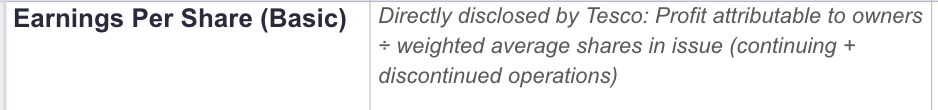 Earnings Per Share (Basic)
Directly disclosed by Tesco: Profit attributable to owners
÷ weighted average shares in issue (continuing +
discontinued operations)